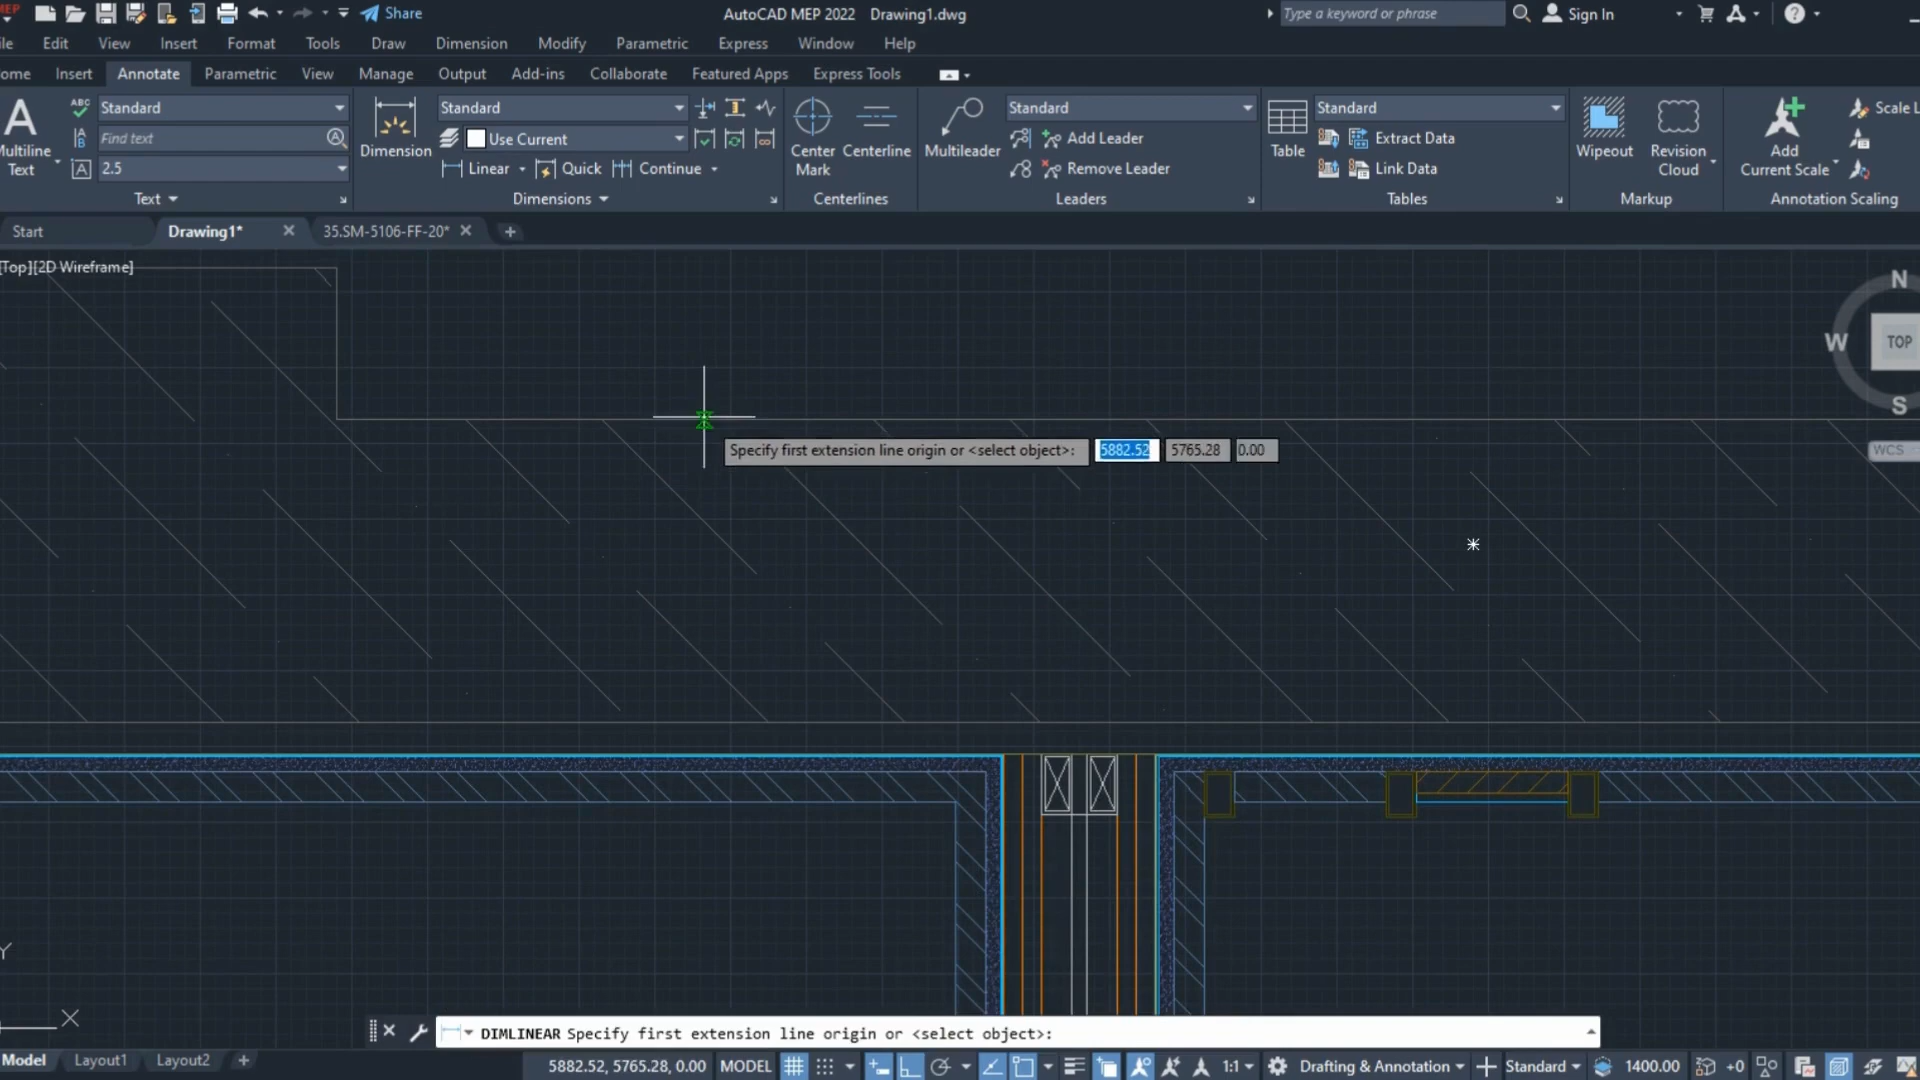 MEP
Share
AutoCAD MEP 2022 Drawing1.dwg
Type a keyword or phrase
Sign In
?
Edit View Insert Format Tools Draw Dimension Modify Parametric Express Window Help
ome Insert Annotate Parametric View Manage Output Add-ins Collaborate Featured Apps Express Tools
A
Multiline
Text
ABC
Standard
Find text
2.5
Text
Dimension
Standard
Use Current
Linear Quick Continue
Dimensions
Center
Mark
Centerline
Centerlines
Multileader
Standard
Add Leader
Remove Leader
Leaders
Table
Standard
Extract Data
Link Data
Tables
Wipeout
Revision
Cloud
Markup
Add
Current Scale
Scale L
Annotation Scaling
Start Drawing1* 35.SM-5106-FF-20*
[Top][2D Wireframe]
N
W
TOP
S
WCS
Specify first extension line origin or <select object>: 5882.52 5765.28 0.00
Y
X
DIMLINEAR Specify first extension line origin or <select object>:
Model Layout1 Layout2 +
5882.52, 5765.28, 0.00 MODEL 1:1 Drafting & Annotation Standard 1400.00 +0